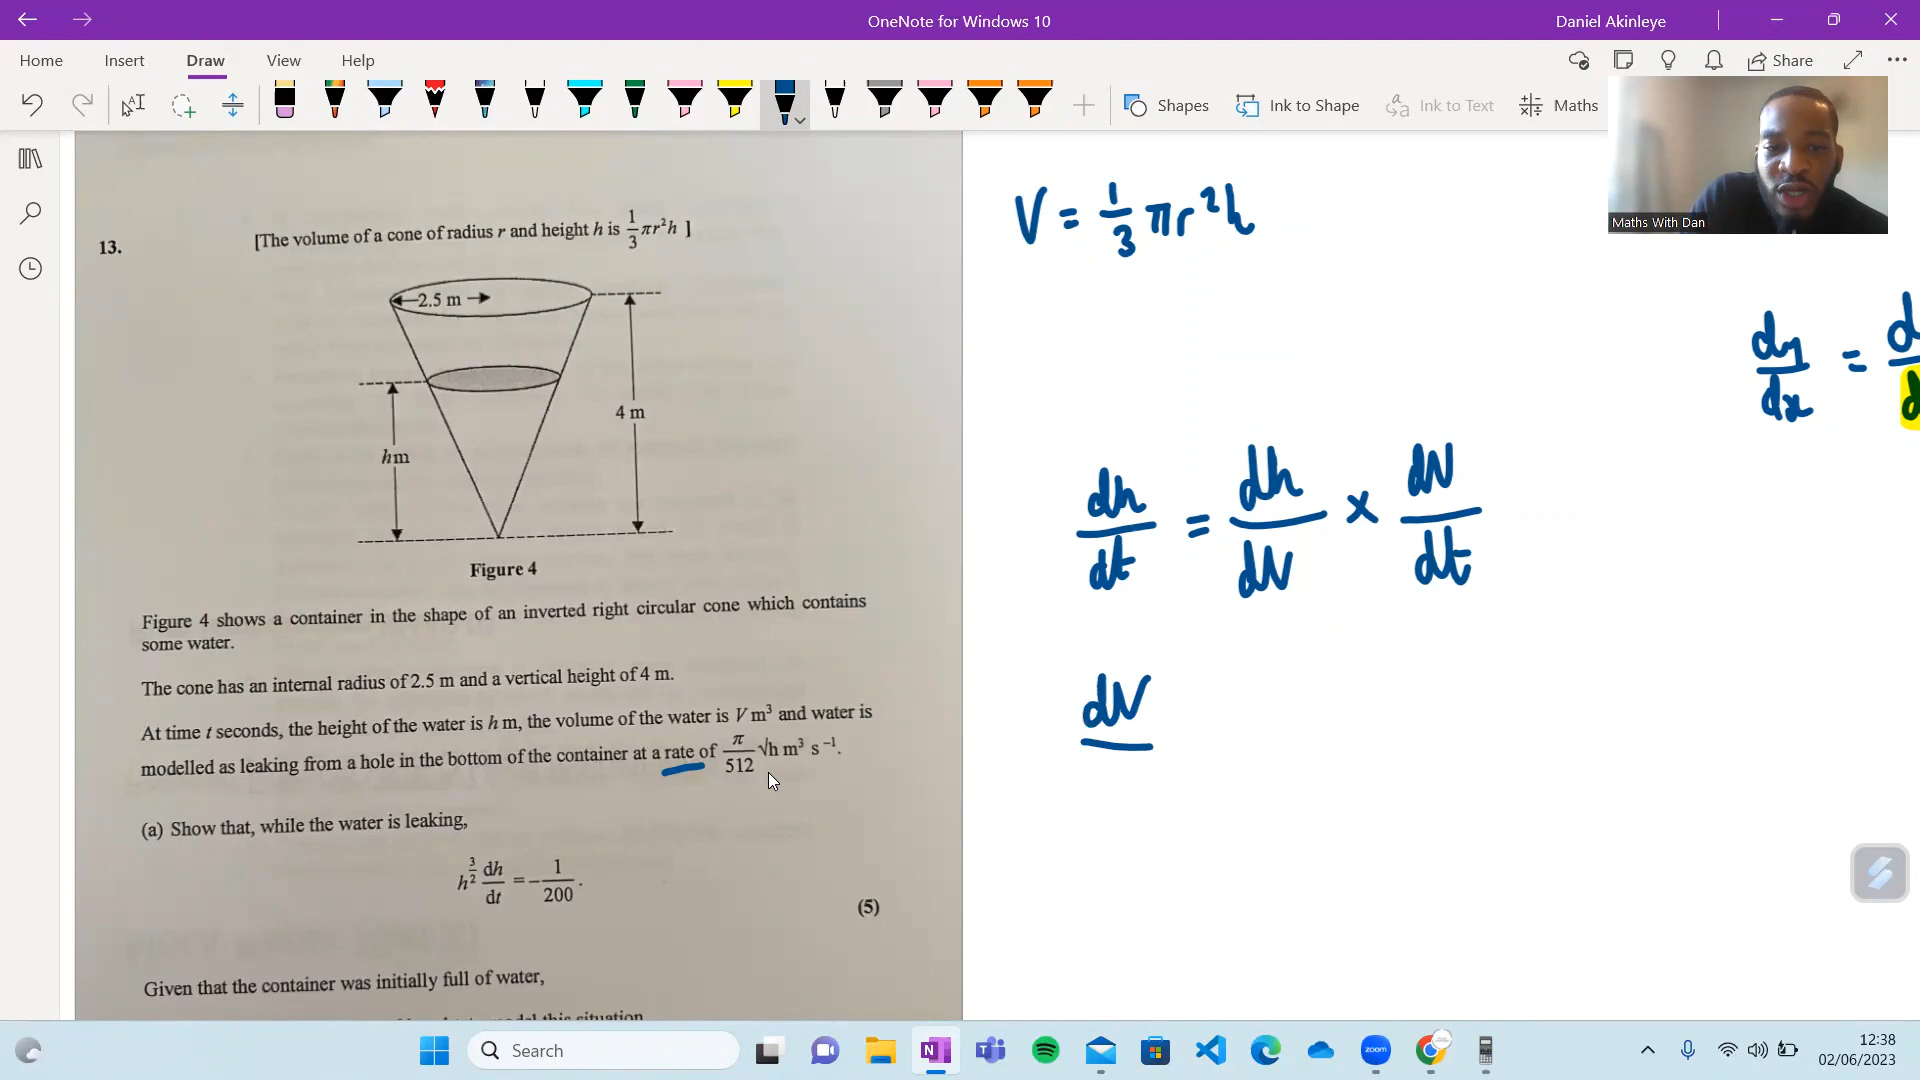 OneNote for Windows 10
Daniel Akinleye
Home Insert Draw View Help
Share
Shapes Ink to Shape Ink to Text Maths
Maths With Dan
13. [The volume of a cone of radius r and height h is 1/3 πr²h ]
2.5 m
4 m
hm
Figure 4
Figure 4 shows a container in the shape of an inverted right circular cone which contains
some water.
The cone has an internal radius of 2.5 m and a vertical height of 4 m.
At time t seconds, the height of the water is h m, the volume of the water is V m³ and water is
modelled as leaking from a hole in the bottom of the container at a rate of π/512 √h m³ s⁻¹.
(a) Show that, while the water is leaking,
h^(3/2) dh/dt = -1/200.
(5)
Given that the container was initially full of water,
V = 1/3 πr²h
dy/dx = d
d
dh/dt = dh/dV × dV/dt
dV
Search
zoom
12:38
02/06/2023